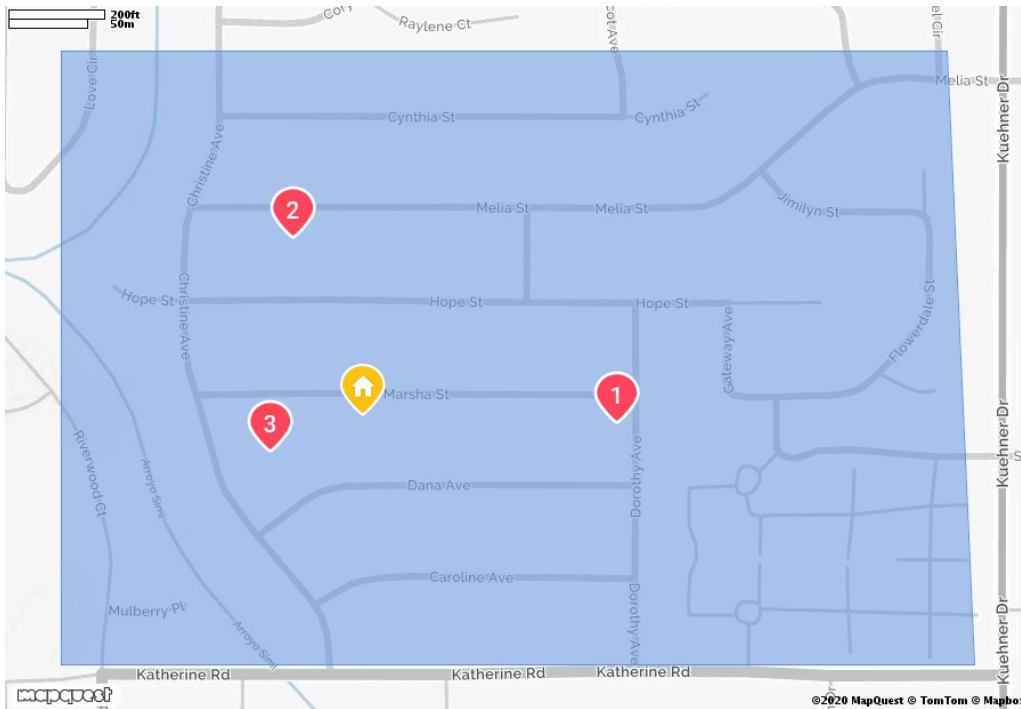 200ft
50m
Raylene Ct
Love Cir
Melia St
Kuehner Dr
Cynthia St
Cynthia St
Christine Ave
2
Melia St
Melia St
Jimilyn St
Hope St
Hope St
Hope St
Christine Ave
Flowerdale St
Gateway Ave
Marsha St
1
3
Kuehner Dr
Riverwood Ct
Arroyo Simi
Dana Ave
Dorothy Ave
Caroline Ave
Mulberry Pl
Arroyo Simi
Dorothy Ave
Kuehner Dr
Katherine Rd
Katherine Rd
Katherine Rd
mapquest
©2020 MapQuest © TomTom © Mapbo